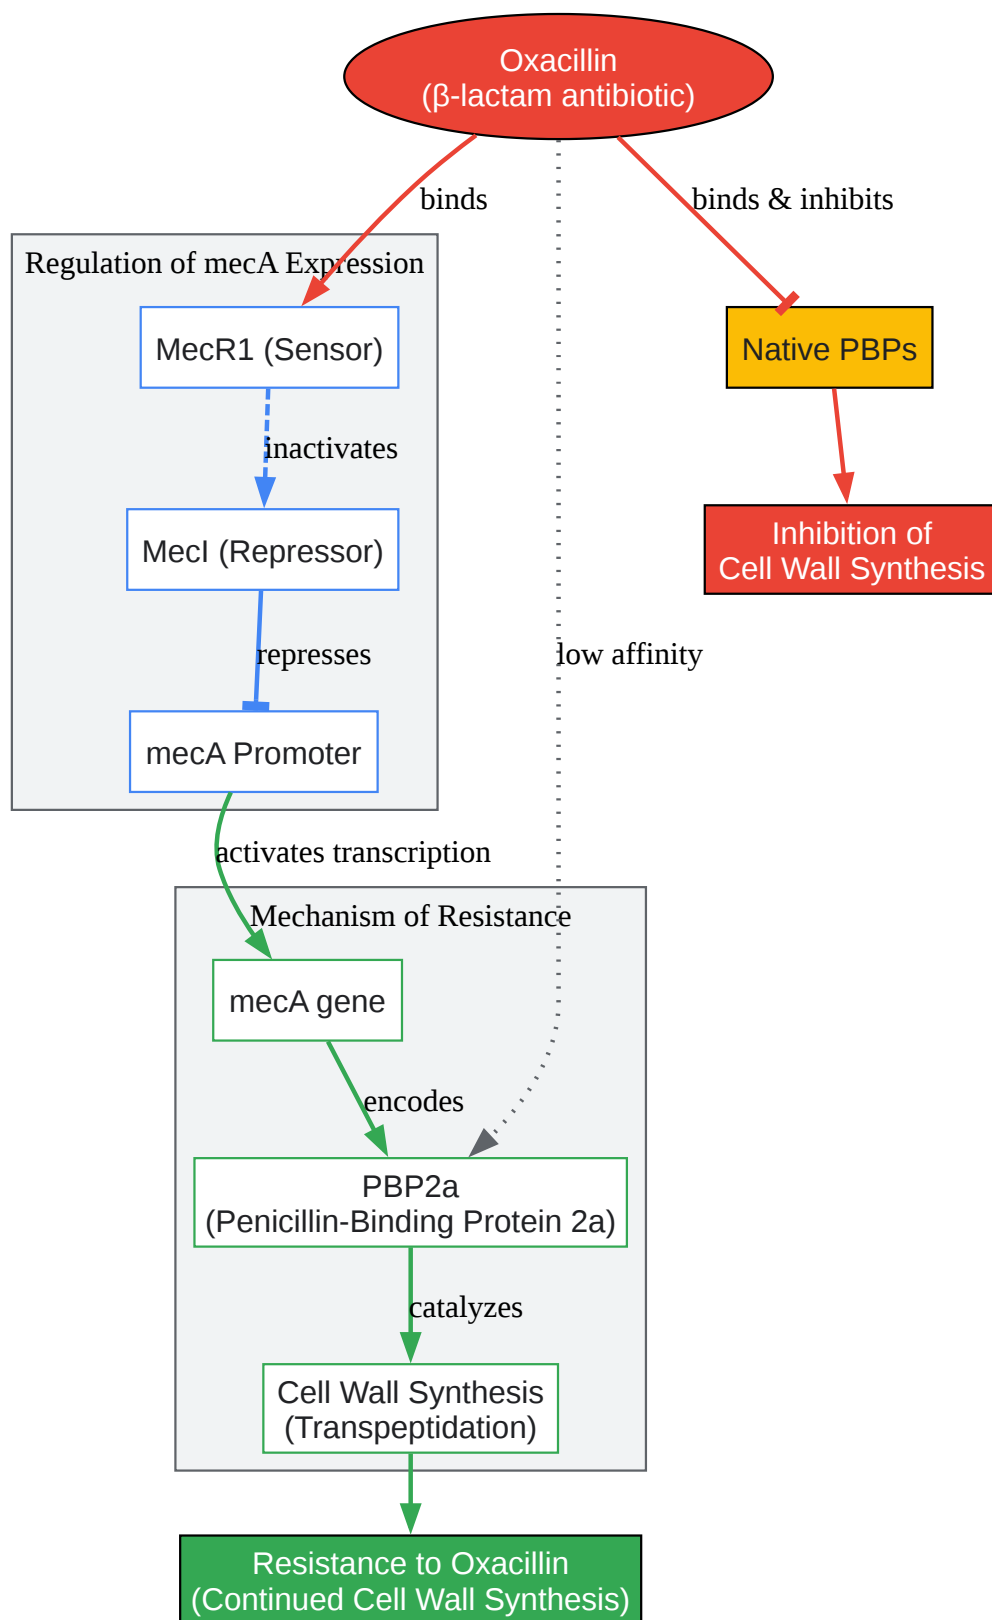 Oxacillin
(β-lactam antibiotic)
binds
binds & inhibits
Regulation of mecA Expression
MecR1 (Sensor)
Native PBPs
inactivates
MecI (Repressor)
Inhibition of
Cell Wall Synthesis
represses
low affinity
mecA Promoter
activates transcription
Mechanism of Resistance
mecA gene
encodes
PBP2a
(Penicillin-Binding Protein 2a)
catalyzes
Cell Wall Synthesis
(Transpeptidation)
Resistance to Oxacillin
(Continued Cell Wall Synthesis)